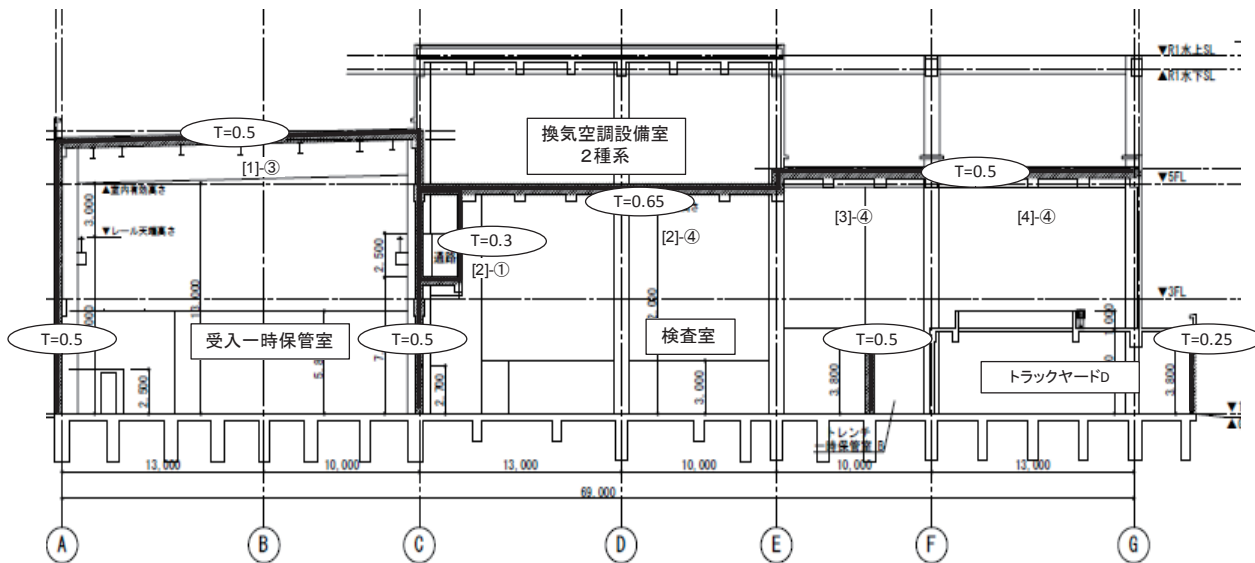 ▼R1水上SL
▲R1水下SL
T=0.5
換気空調設備室
２種系
[1]-③
▲室内有効高さ
T=0.5
▼5FL
T=0.65
3,000
[3]-④
[4]-④
▼レール天端高さ
T=0.3
[2]-④
通路
2,500
[2]-①
▼3FL
T=0.5
受入一時保管室
T=0.5
検査室
T=0.5
T=0.25
トラックヤードD
2,500
2,700
3,000
3,800
3,800
トレンチ
一時保管室 B
13,000
10,000
13,000
10,000
10,000
13,000
69,000
A
B
C
D
E
F
G